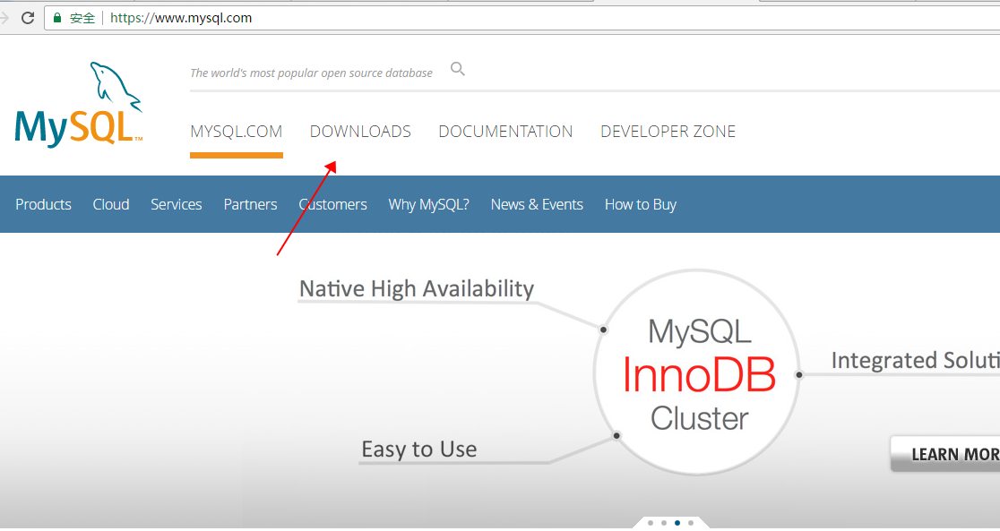 安全 https://www.mysql.com
The world's most popular open source database
MySQL™
MYSQL.COM DOWNLOADS DOCUMENTATION DEVELOPER ZONE
Products Cloud Services Partners Customers Why MySQL? News & Events How to Buy
Native High Availability
MySQL
InnoDB
Cluster
Integrated Soluti
Easy to Use
LEARN MOR